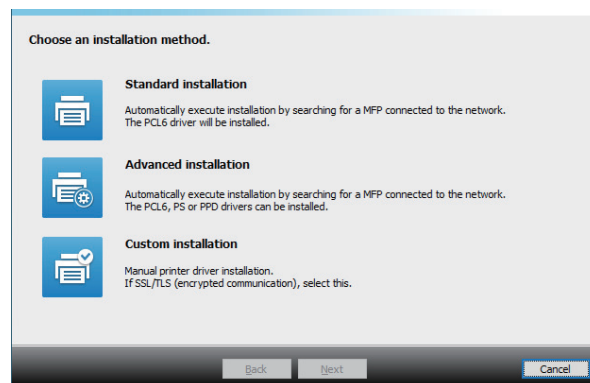 Choose an installation method.
Standard installation
Automatically execute installation by searching for a MFP connected to the network.
The PCL6 driver will be installed.
Advanced installation
Automatically execute installation by searching for a MFP connected to the network.
The PCL6, PS or PPD drivers can be installed.
Custom installation
Manual printer driver installation.
If SSL/TLS (encrypted communication), select this.
Back Next Cancel